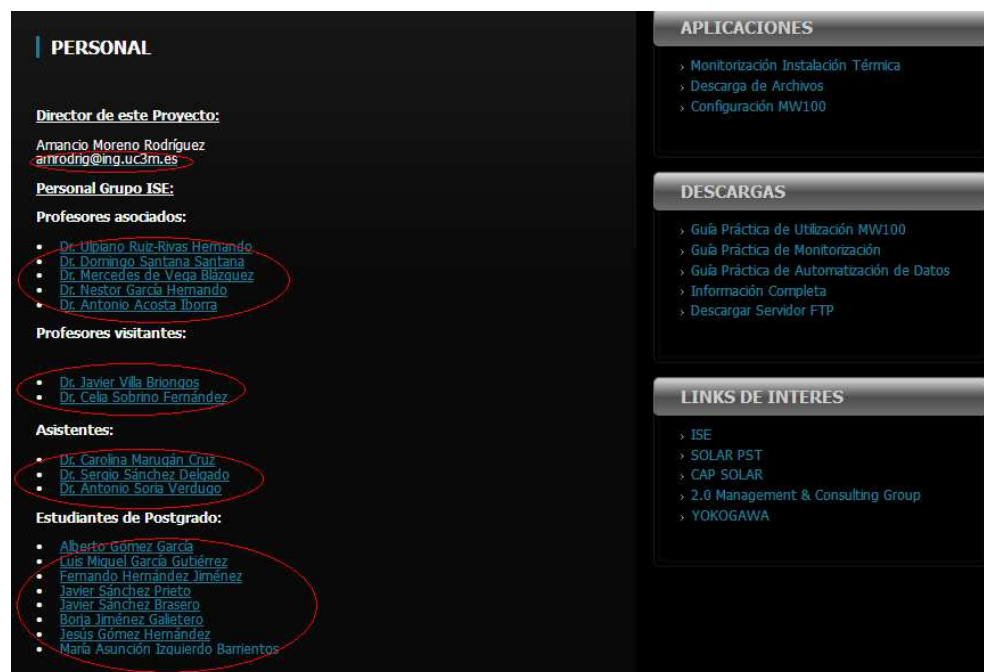 PERSONAL
Director de este Proyecto:
Amancio Moreno Rodríguez
amrodrig@ing.uc3m.es
Personal Grupo ISE:
Profesores asociados:
Dr. Ulpiano Ruiz-Rivas Hernando
Dr. Domingo Santana Santana
Dr. Mercedes de Vega Blázquez
Dr. Nestor García Hernando
Dr. Antonio Acosta Iborra
Profesores visitantes:
Dr. Javier Villa Briongos
Dr. Celia Sobrino Fernández
Asistentes:
Dr. Carolina Marugán Cruz
Dr. Sergio Sánchez Delgado
Dr. Antonio Soria Verdugo
Estudiantes de Postgrado:
Alberto Gómez García
Luis Miguel García Gutiérrez
Fernando Hernández Jiménez
Javier Sánchez Prieto
Javier Sánchez Brasero
Borja Jiménez Galietero
Jesús Gómez Hernández
María Asunción Izquierdo Barrientos
APLICACIONES
› Monitorización Instalación Térmica
› Descarga de Archivos
› Configuración MW100
DESCARGAS
› Guía Práctica de Utilización MW100
› Guía Práctica de Monitorización
› Guía Práctica de Automatización de Datos
› Información Completa
› Descargar Servidor FTP
LINKS DE INTERES
› ISE
› SOLAR PST
› CAP SOLAR
› 2.0 Management & Consulting Group
› YOKOGAWA